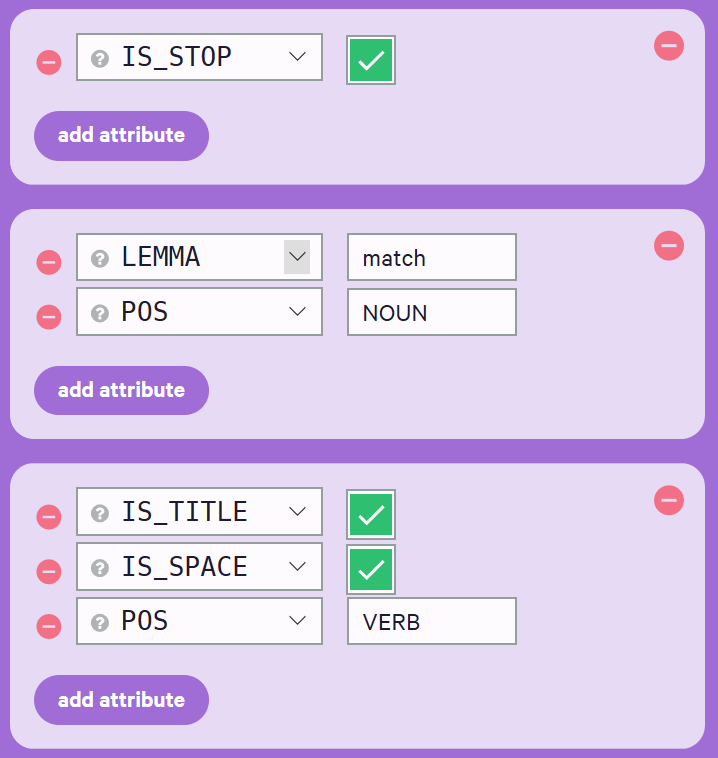 ? IS_STOP
add attribute
? LEMMA match
? POS NOUN
add attribute
? IS_TITLE
? IS_SPACE
? POS VERB
add attribute